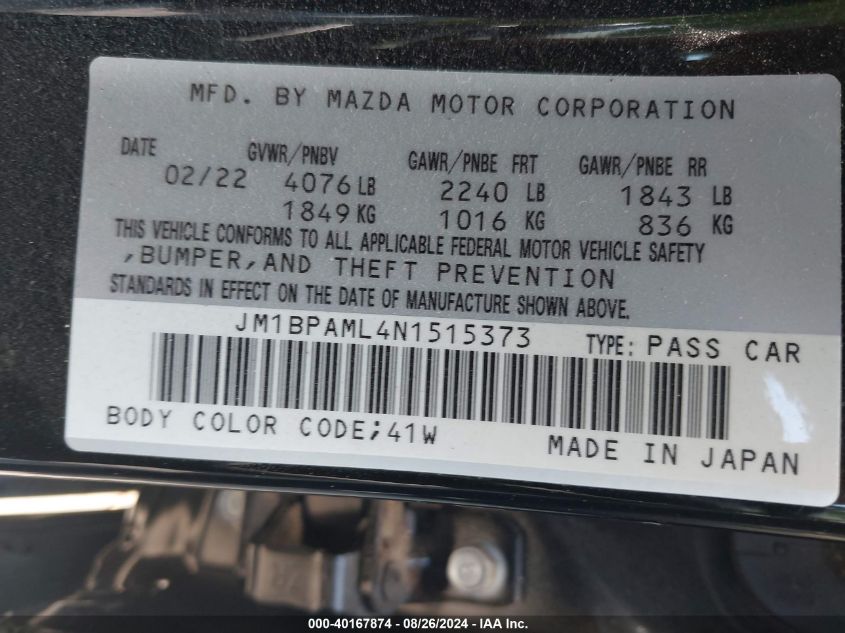 MFD. BY MAZDA MOTOR CORPORATION
DATE GVWR/PNBV GAWR/PNBE FRT GAWR/PNBE RR
02/22 4076 LB 2240 LB 1843 LB
1849 KG 1016 KG 836 KG
THIS VEHICLE CONFORMS TO ALL APPLICABLE FEDERAL MOTOR VEHICLE SAFETY
,BUMPER,AND THEFT PREVENTION
STANDARDS IN EFFECT ON THE DATE OF MANUFACTURE SHOWN ABOVE.
JM1BPAML4N1515373 TYPE: PASS CAR
BODY COLOR CODE;41W MADE IN JAPAN
000-40167874 - 08/26/2024 - IAA Inc.